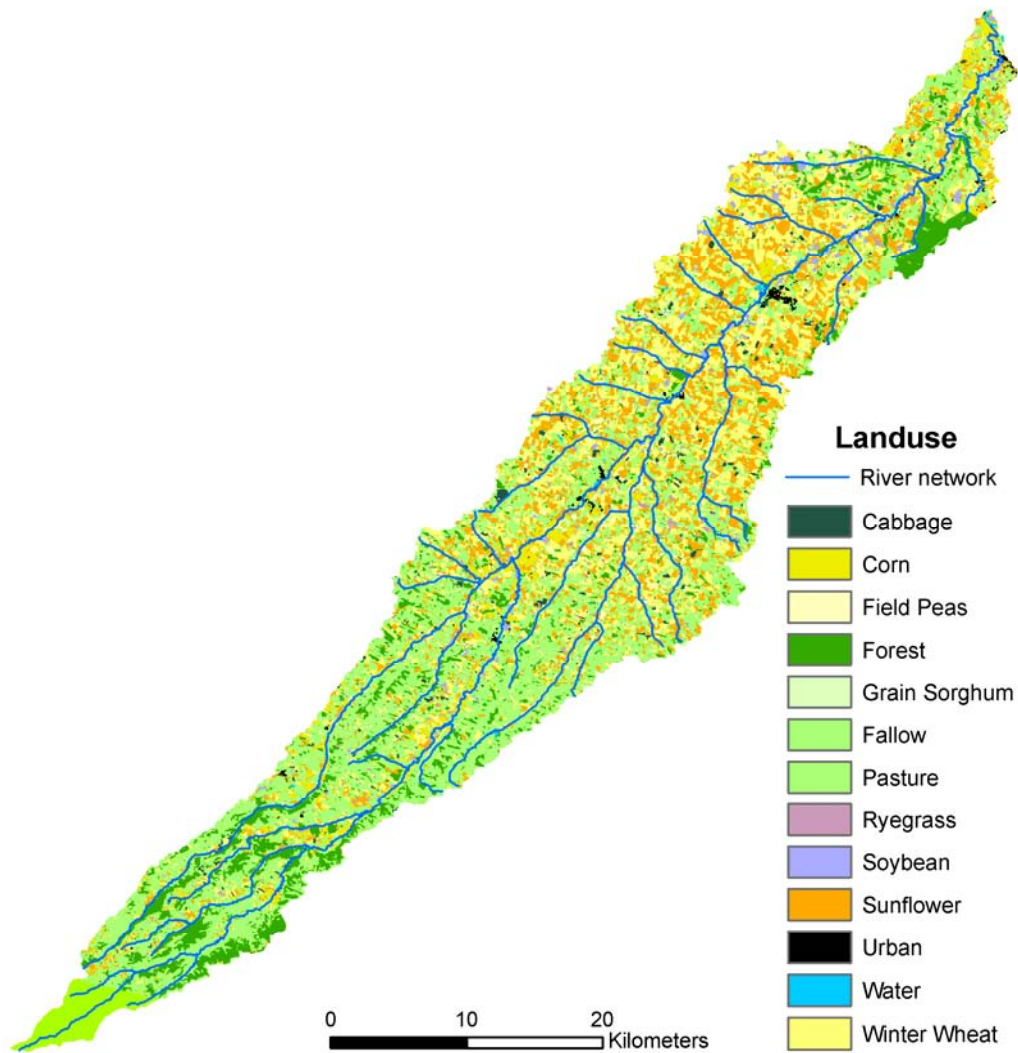 Landuse
River network
Cabbage
Corn
Field Peas
Forest
Grain Sorghum
Fallow
Pasture
Ryegrass
Soybean
Sunflower
Urban
Water
Winter Wheat
0 10 20
Kilometers